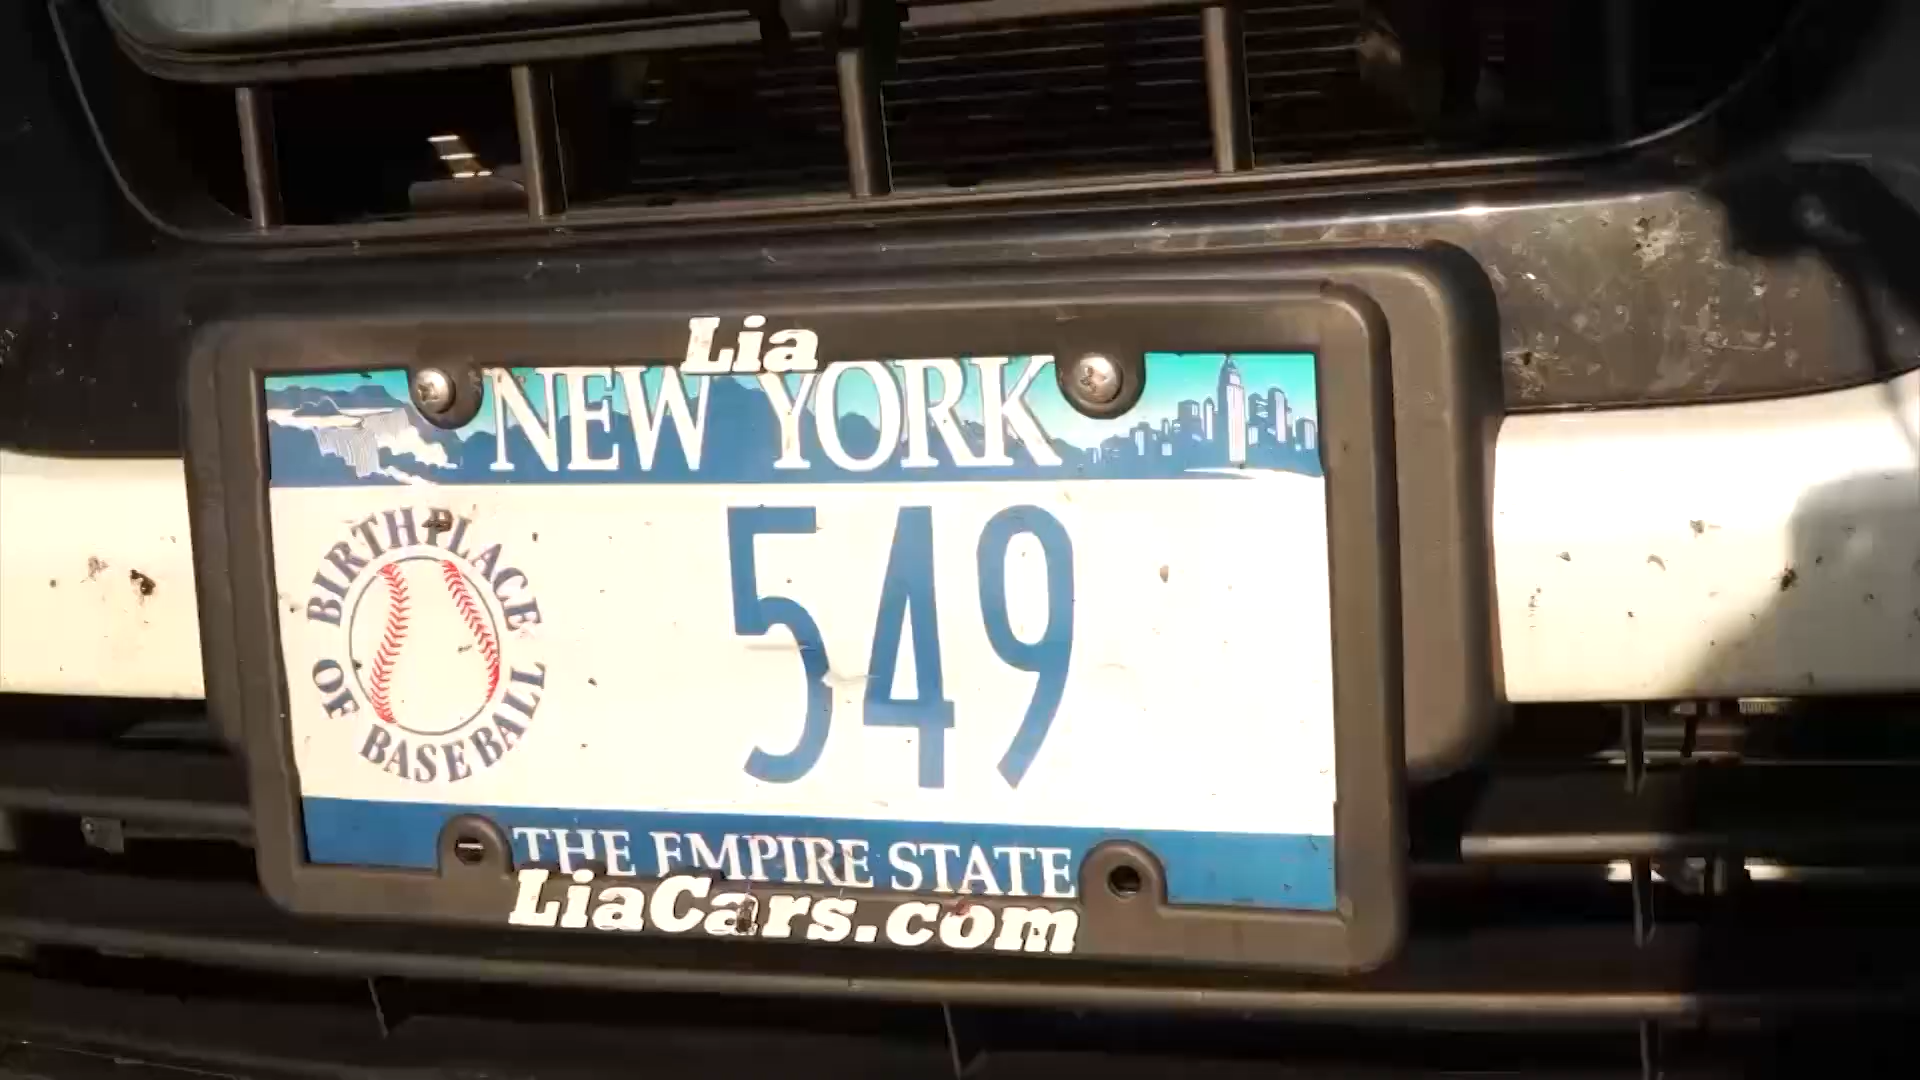 Lia
NEW YORK
BIRTHPLACE
OF
BASEBALL
549
THE EMPIRE STATE
LiaCars.com